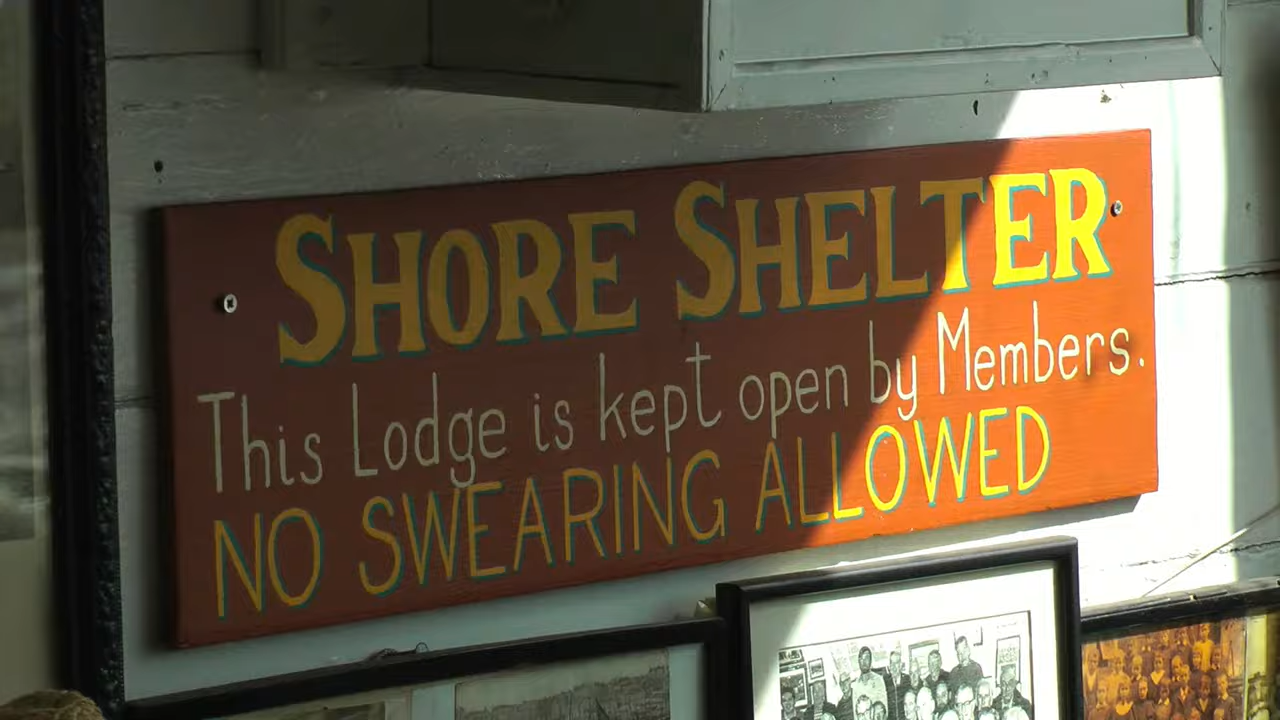 SHORE SHELTER
This Lodge is kept open by Members.
NO SWEARING ALLOWED